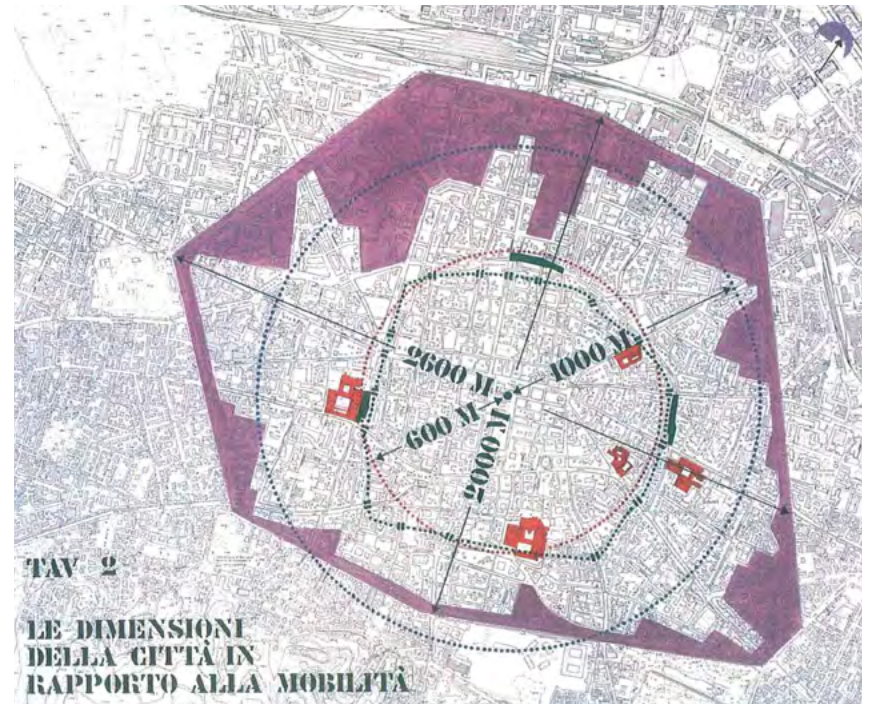 2600 M
1000 M
600 M
2000 M
TAV 2
LE DIMENSIONI
DELLA CITTÀ IN
RAPPORTO ALLA MOBILITÀ